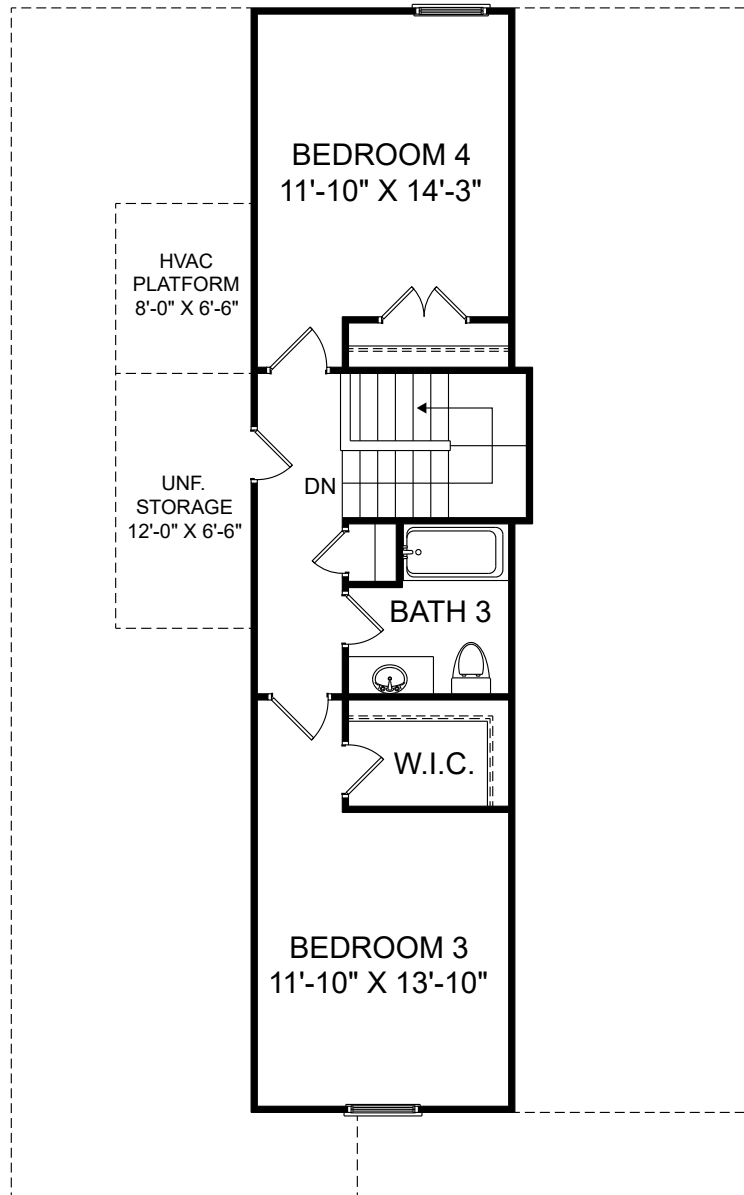 BEDROOM 4
11'-10" X 14'-3"
HVAC
PLATFORM
8'-0" X 6'-6"
UNF.
STORAGE
12'-0" X 6'-6"
DN
BATH 3
W.I.C.
BEDROOM 3
11'-10" X 13'-10"